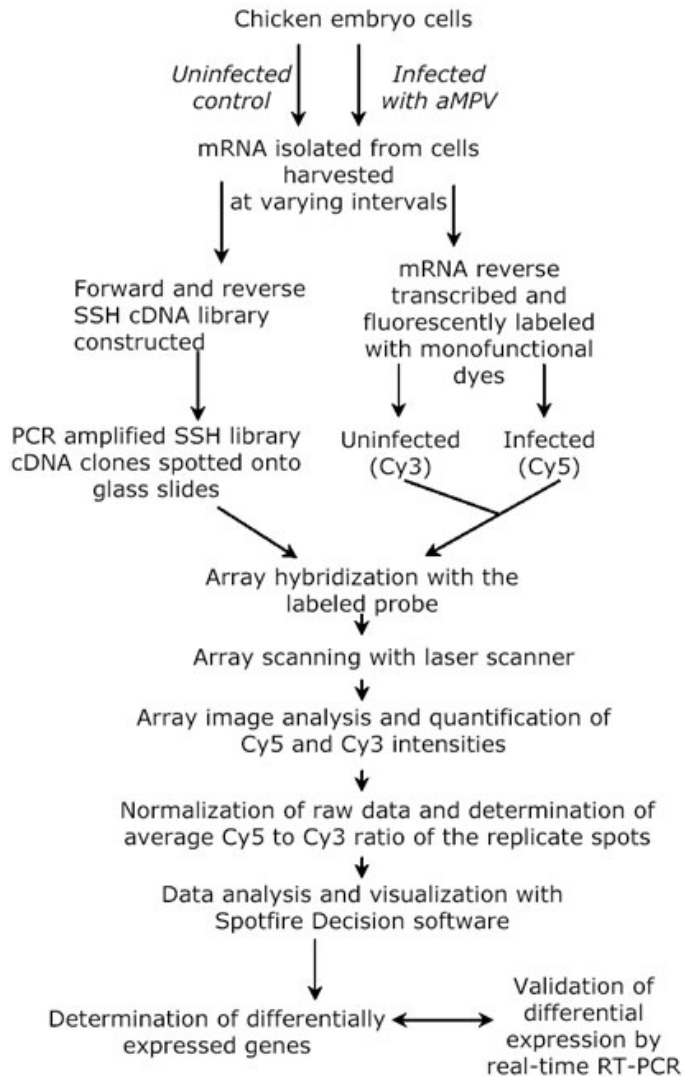 Chicken embryo cells
Uninfected
control
Infected
with aMPV
mRNA isolated from cells
harvested
at varying intervals
Forward and reverse
SSH cDNA library
constructed
mRNA reverse
transcribed and
fluorescently labeled
with monofunctional
dyes
PCR amplified SSH library
cDNA clones spotted onto
glass slides
Uninfected
(Cy3)
Infected
(Cy5)
Array hybridization with the
labeled probe
Array scanning with laser scanner
Array image analysis and quantification of
Cy5 and Cy3 intensities
Normalization of raw data and determination of
average Cy5 to Cy3 ratio of the replicate spots
Data analysis and visualization with
Spotfire Decision software
Determination of differentially
expressed genes
Validation of
differential
expression by
real-time RT-PCR